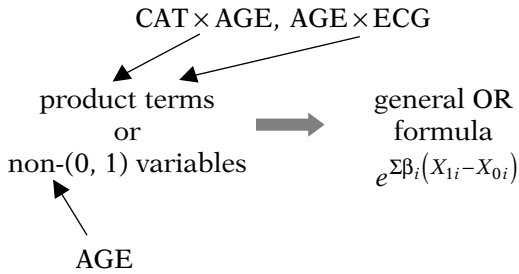 CAT × AGE, AGE × ECG
product terms
or
non-(0, 1) variables
general OR
formula
e^{Σβ_i(X_{1i}−X_{0i})}
AGE